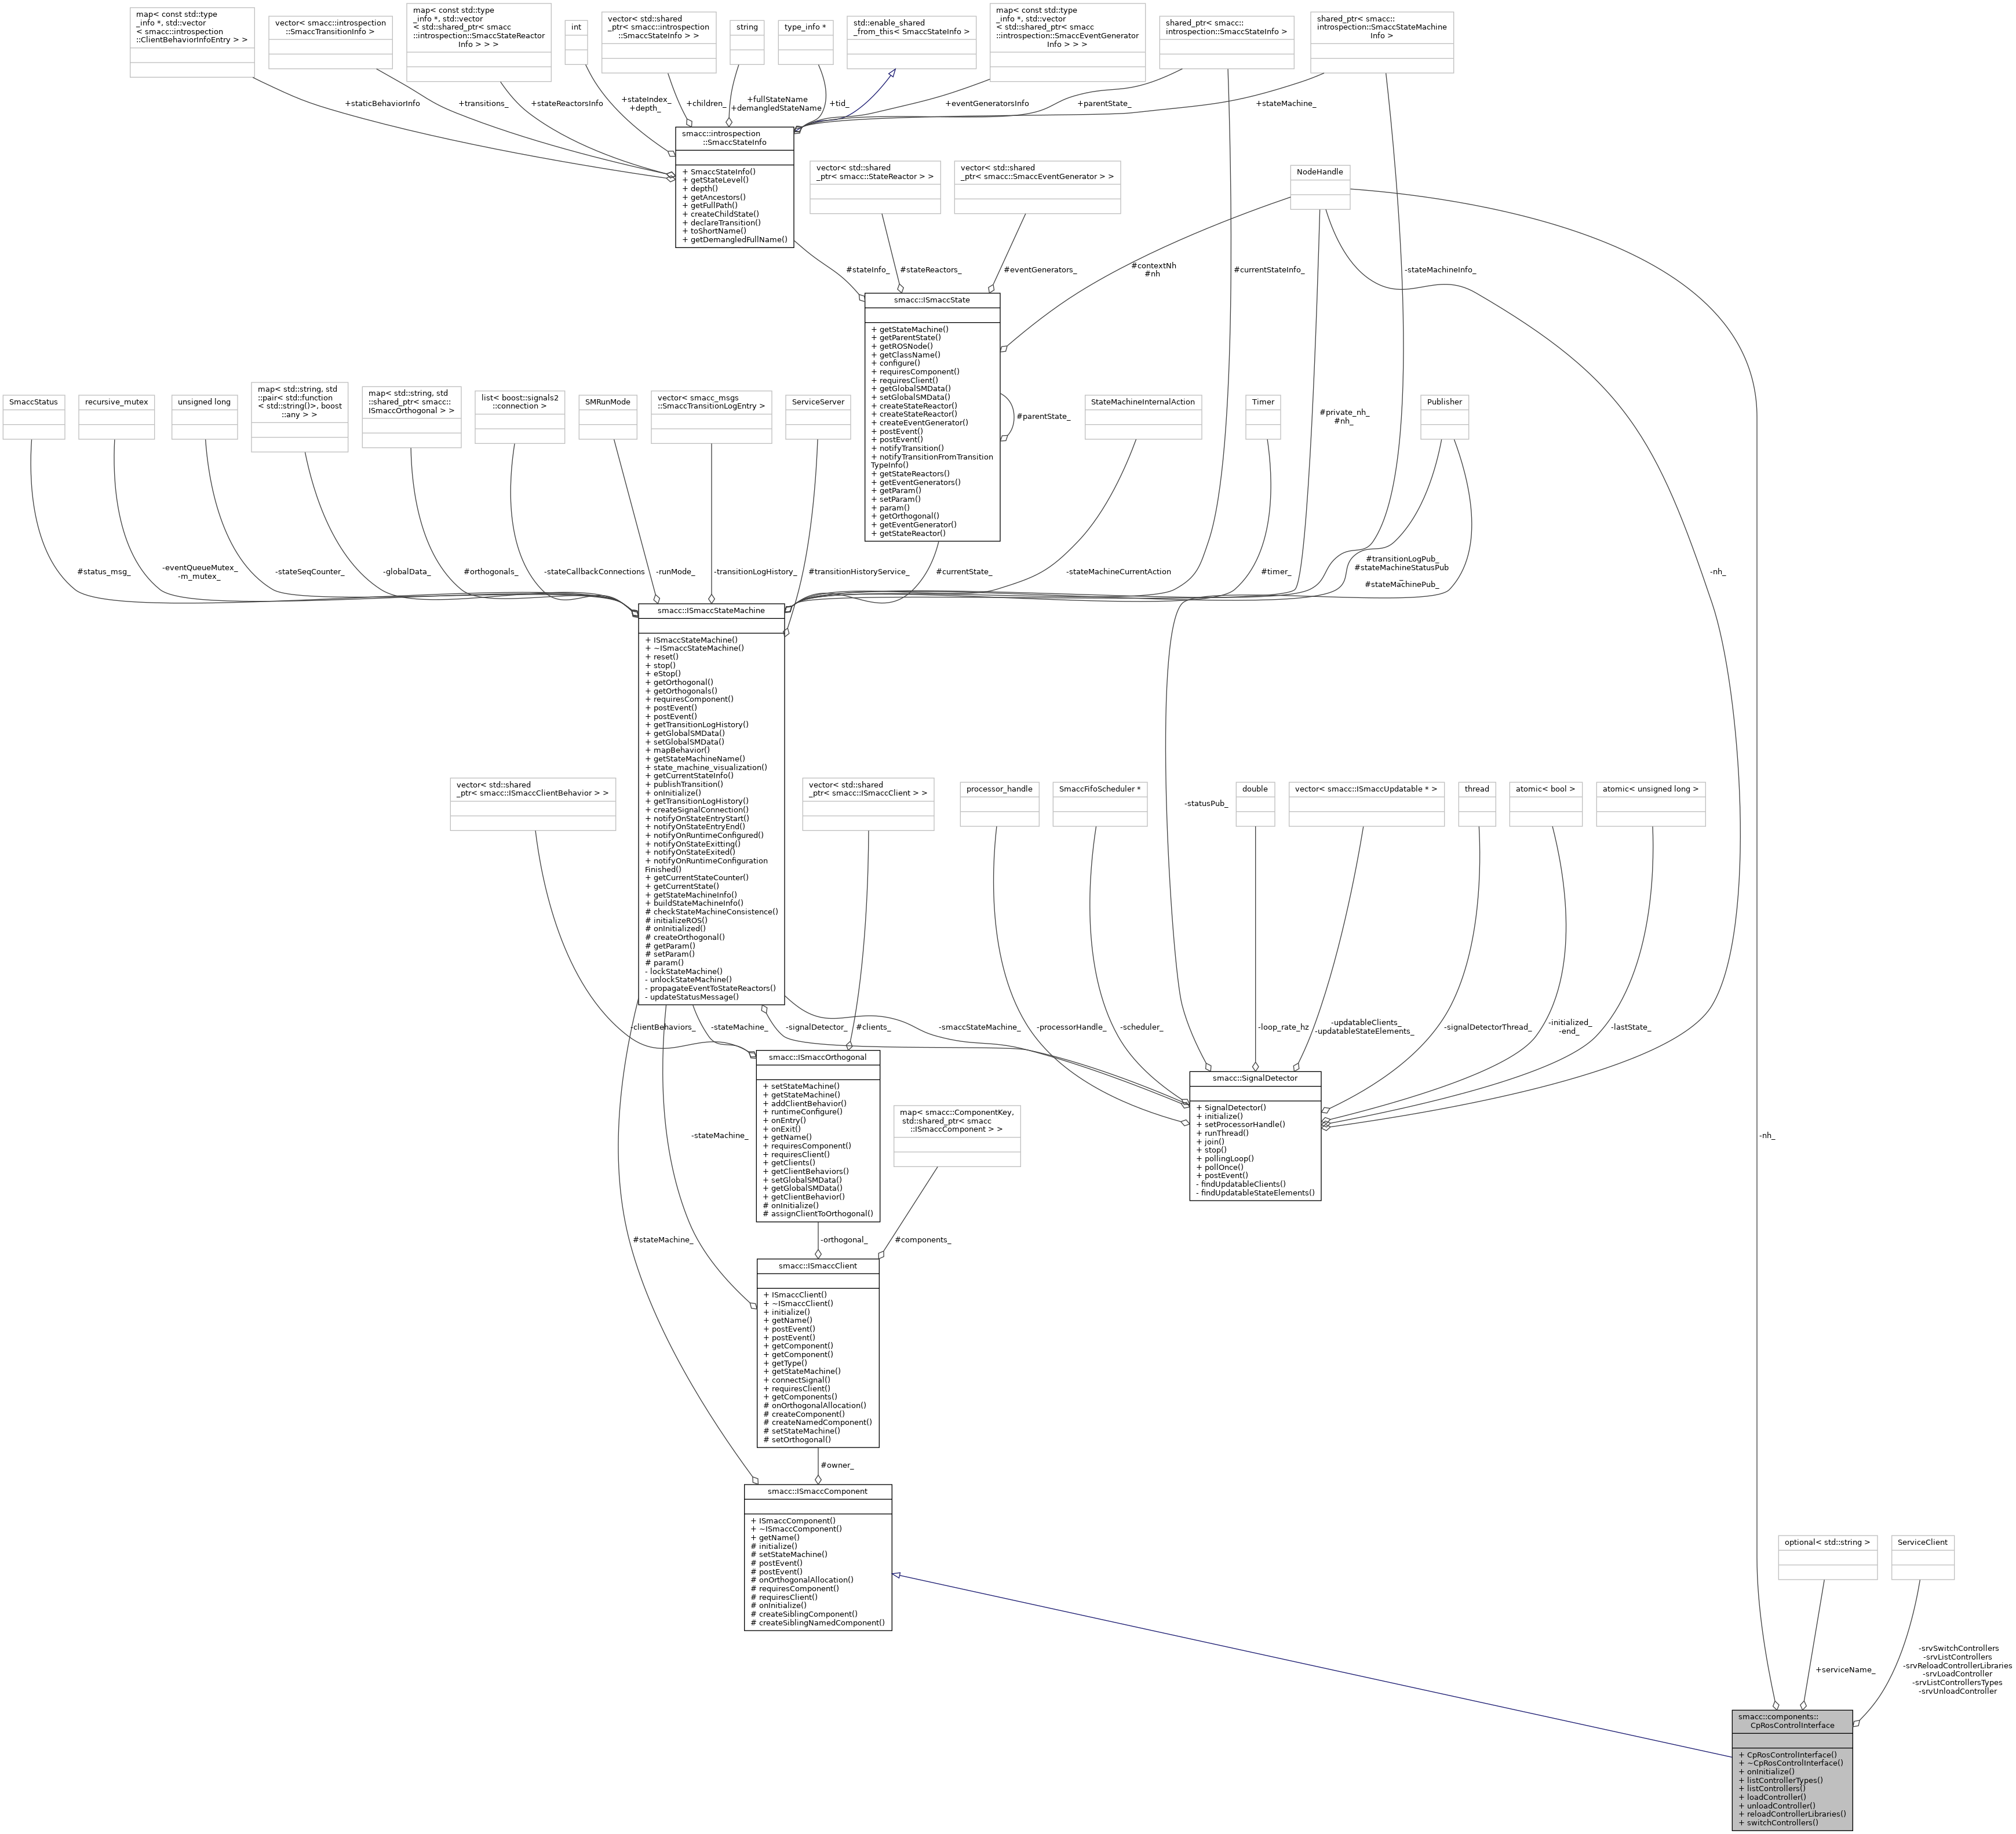 map< const std::type
_info *, std::vector
< smacc::introspection
::ClientBehaviorInfoEntry > >
vector< smacc::introspection
::SmaccTransitionInfo >
map< const std::type
_info *, std::vector
< std::shared_ptr< smacc
::introspection::SmaccStateReactor
Info > > >
int
vector< std::shared
_ptr< smacc::introspection
::SmaccStateInfo > >
string
type_info *
std::enable_shared
_from_this< SmaccStateInfo >
map< const std::type
_info *, std::vector
< std::shared_ptr< smacc
::introspection::SmaccEventGenerator
Info > > >
shared_ptr< smacc::
introspection::SmaccStateInfo >
shared_ptr< smacc::
introspection::SmaccStateMachine
Info >
+staticBehaviorInfo
+transitions_
+stateReactorsInfo
+stateIndex_
+depth_
+children_
+fullStateName
+demangledStateName
+tid_
+eventGeneratorsInfo
+parentState_
+stateMachine_
smacc::introspection
::SmaccStateInfo
+ SmaccStateInfo()
+ getStateLevel()
+ depth()
+ getAncestors()
+ getFullPath()
+ createChildState()
+ declareTransition()
+ toShortName()
+ getDemangledFullName()
vector< std::shared
_ptr< smacc::StateReactor > >
vector< std::shared
_ptr< smacc::SmaccEventGenerator > >
NodeHandle
#stateInfo_
#stateReactors_
#eventGenerators_
#contextNh
#nh
#currentStateInfo_
-stateMachineInfo_
smacc::ISmaccState
+ getStateMachine()
+ getParentState()
+ getROSNode()
+ getClassName()
+ configure()
+ requiresComponent()
+ requiresClient()
+ getGlobalSMData()
+ setGlobalSMData()
+ createStateReactor()
+ createStateReactor()
+ createEventGenerator()
+ postEvent()
+ postEvent()
+ notifyTransition()
+ notifyTransitionFromTransition
TypeInfo()
+ getStateReactors()
+ getEventGenerators()
+ getParam()
+ setParam()
+ param()
+ getOrthogonal()
+ getEventGenerator()
+ getStateReactor()
#parentState_
SmaccStatus
recursive_mutex
unsigned long
map< std::string, std
::pair< std::function
< std::string()>, boost
::any > >
map< std::string, std
::shared_ptr< smacc::
ISmaccOrthogonal > >
list< boost::signals2
::connection >
SMRunMode
vector< smacc_msgs
::SmaccTransitionLogEntry >
ServiceServer
StateMachineInternalAction
Timer
#private_nh_
#nh_
Publisher
#status_msg_
-eventQueueMutex_
-m_mutex_
-stateSeqCounter_
-globalData_
#orthogonals_
-stateCallbackConnections
-runMode_
-transitionLogHistory_
#transitionHistoryService_
#currentState_
-stateMachineCurrentAction
#timer_
#transitionLogPub_
#stateMachineStatusPub
_
#stateMachinePub_
-nh_
smacc::ISmaccStateMachine
+ ISmaccStateMachine()
+ ~ISmaccStateMachine()
+ reset()
+ stop()
+ eStop()
+ getOrthogonal()
+ getOrthogonals()
+ requiresComponent()
+ postEvent()
+ postEvent()
+ getTransitionLogHistory()
+ getGlobalSMData()
+ setGlobalSMData()
+ mapBehavior()
+ getStateMachineName()
+ state_machine_visualization()
+ getCurrentStateInfo()
+ publishTransition()
+ onInitialize()
+ getTransitionLogHistory()
+ createSignalConnection()
+ notifyOnStateEntryStart()
+ notifyOnStateEntryEnd()
+ notifyOnRuntimeConfigured()
+ notifyOnStateExitting()
+ notifyOnStateExited()
+ notifyOnRuntimeConfiguration
Finished()
+ getCurrentStateCounter()
+ getCurrentState()
+ getStateMachineInfo()
+ buildStateMachineInfo()
# checkStateMachineConsistence()
# initializeROS()
# onInitialized()
# createOrthogonal()
# getParam()
# setParam()
# param()
- lockStateMachine()
- unlockStateMachine()
- propagateEventToStateReactors()
- updateStatusMessage()
vector< std::shared
_ptr< smacc::ISmaccClientBehavior > >
vector< std::shared
_ptr< smacc::ISmaccClient > >
processor_handle
SmaccFifoScheduler *
-statusPub_
double
vector< smacc::ISmaccUpdatable * >
thread
atomic< bool >
atomic< unsigned long >
-clientBehaviors_
-stateMachine_
-signalDetector_
#clients_
-smaccStateMachine_
-processorHandle_
-scheduler_
-loop_rate_hz
-updatableClients_
-updatableStateElements_
-signalDetectorThread_
-initialized_
-end_
-lastState_
smacc::ISmaccOrthogonal
+ setStateMachine()
+ getStateMachine()
+ addClientBehavior()
+ runtimeConfigure()
+ onEntry()
+ onExit()
+ getName()
+ requiresComponent()
+ requiresClient()
+ getClients()
+ getClientBehaviors()
+ setGlobalSMData()
+ getGlobalSMData()
+ getClientBehavior()
# onInitialize()
# assignClientToOrthogonal()
smacc::SignalDetector
+ SignalDetector()
+ initialize()
+ setProcessorHandle()
+ runThread()
+ join()
+ stop()
+ pollingLoop()
+ pollOnce()
+ postEvent()
- findUpdatableClients()
- findUpdatableStateElements()
map< smacc::ComponentKey,
std::shared_ptr< smacc
::ISmaccComponent > >
-stateMachine_
-nh_
#stateMachine_
-orthogonal_
#components_
smacc::ISmaccClient
+ ISmaccClient()
+ ~ISmaccClient()
+ initialize()
+ getName()
+ postEvent()
+ postEvent()
+ getComponent()
+ getComponent()
+ getType()
+ getStateMachine()
+ connectSignal()
+ requiresClient()
+ getComponents()
# onOrthogonalAllocation()
# createComponent()
# createNamedComponent()
# setStateMachine()
# setOrthogonal()
#owner_
smacc::ISmaccComponent
+ ISmaccComponent()
+ ~ISmaccComponent()
+ getName()
# initialize()
# setStateMachine()
# postEvent()
# postEvent()
# onOrthogonalAllocation()
# requiresComponent()
# requiresClient()
# onInitialize()
# createSiblingComponent()
# createSiblingNamedComponent()
optional< std::string >
ServiceClient
+serviceName_
-srvSwitchControllers
-srvListControllers
-srvReloadControllerLibraries
-srvLoadController
-srvListControllersTypes
-srvUnloadController
smacc::components::
CpRosControlInterface
+ CpRosControlInterface()
+ ~CpRosControlInterface()
+ onInitialize()
+ listControllerTypes()
+ listControllers()
+ loadController()
+ unloadController()
+ reloadControllerLibraries()
+ switchControllers()